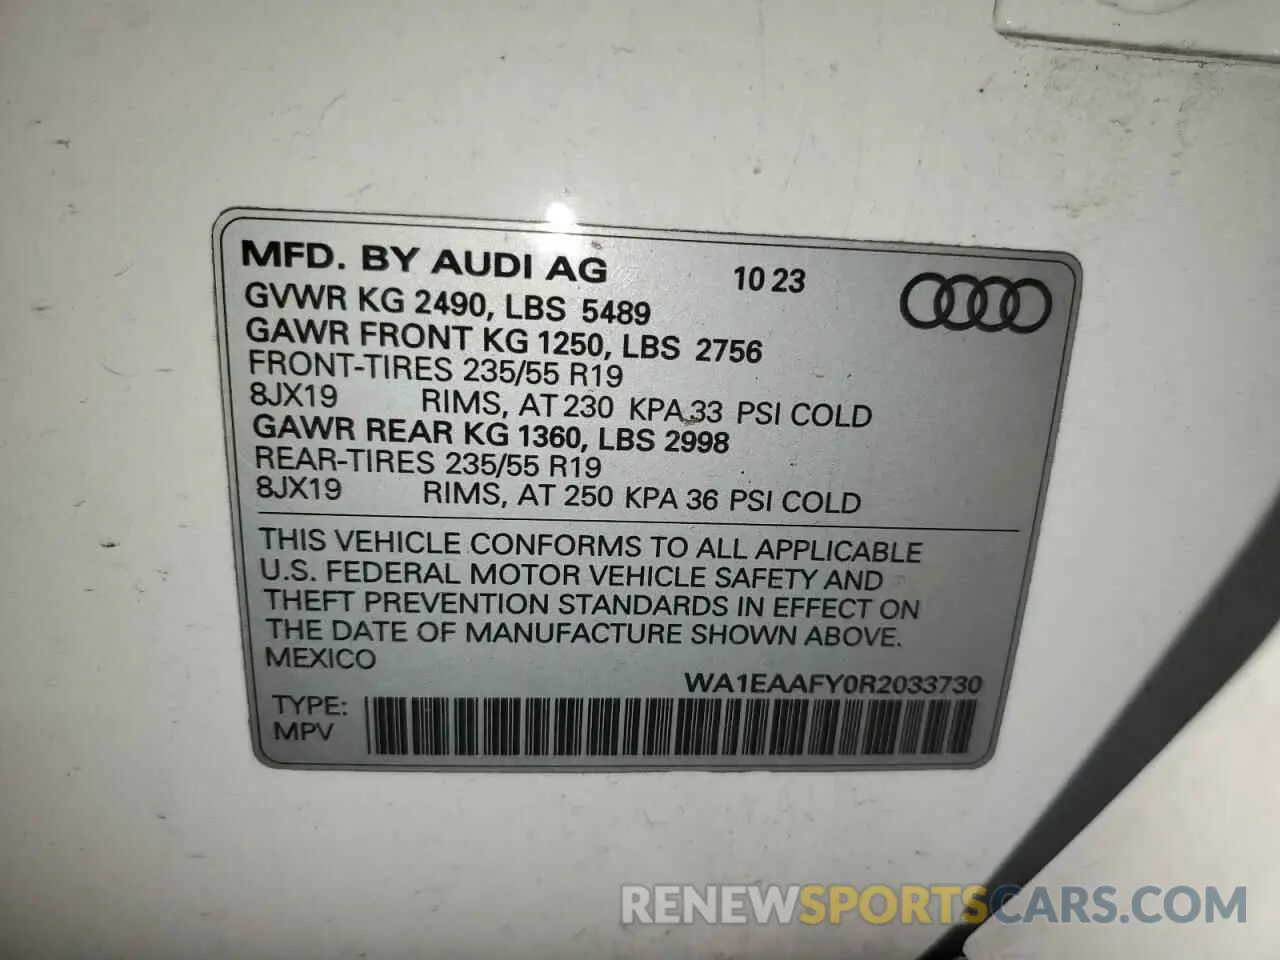 MFD. BY AUDI AG 10 23
GVWR KG 2490, LBS 5489
GAWR FRONT KG 1250, LBS 2756
FRONT-TIRES 235/55 R19
8JX19 RIMS, AT 230 KPA 33 PSI COLD
GAWR REAR KG 1360, LBS 2998
REAR-TIRES 235/55 R19
8JX19 RIMS, AT 250 KPA 36 PSI COLD
THIS VEHICLE CONFORMS TO ALL APPLICABLE
U.S. FEDERAL MOTOR VEHICLE SAFETY AND
THEFT PREVENTION STANDARDS IN EFFECT ON
THE DATE OF MANUFACTURE SHOWN ABOVE.
MEXICO
WA1EAAFY0R2033730
TYPE:
MPV
RENEWSPORTSCARS.COM